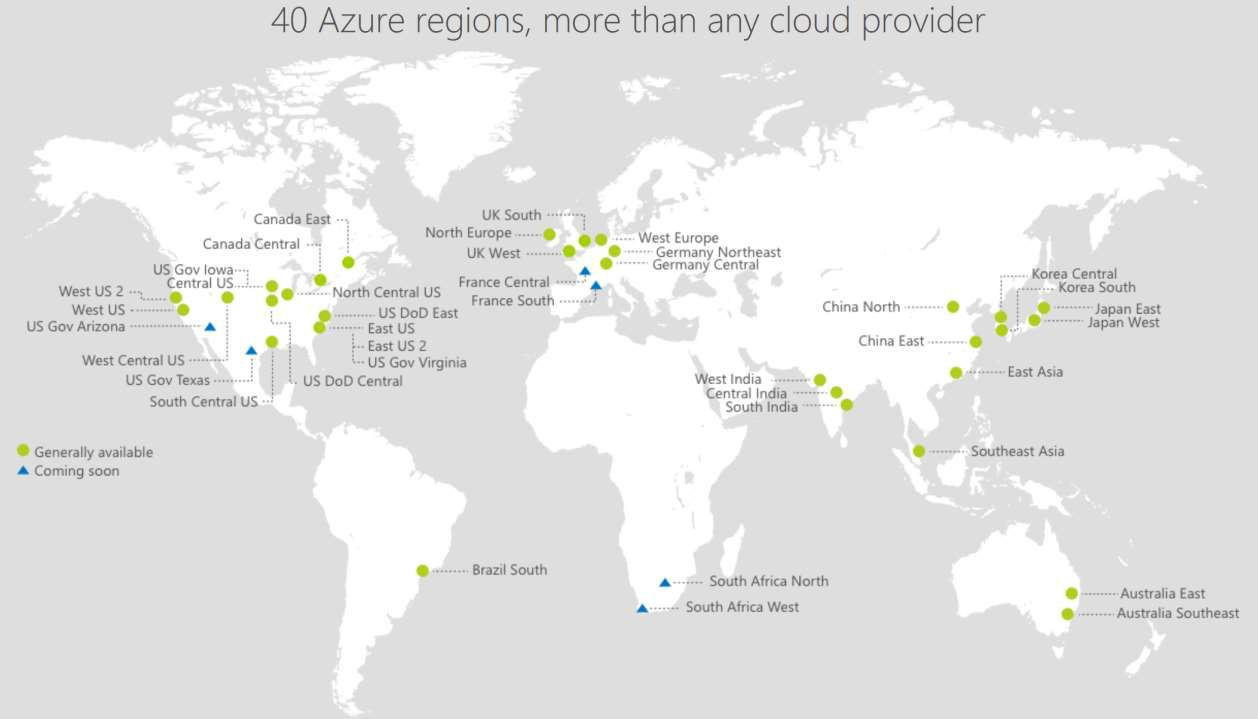 40 Azure regions, more than any cloud provider
Canada East
Canada Central
US Gov Iowa
Central US
West US 2
West US
US Gov Arizona
West Central US
US Gov Texas
South Central US
North Central US
US DoD East
East US
East US 2
US Gov Virginia
US DoD Central
Generally available
Coming soon
Brazil South
UK South
North Europe
UK West
France Central
France South
West Europe
Germany Northeast
Germany Central
South Africa North
South Africa West
West India
Central India
South India
China North
China East
Korea Central
Korea South
Japan East
Japan West
East Asia
Southeast Asia
Australia East
Australia Southeast